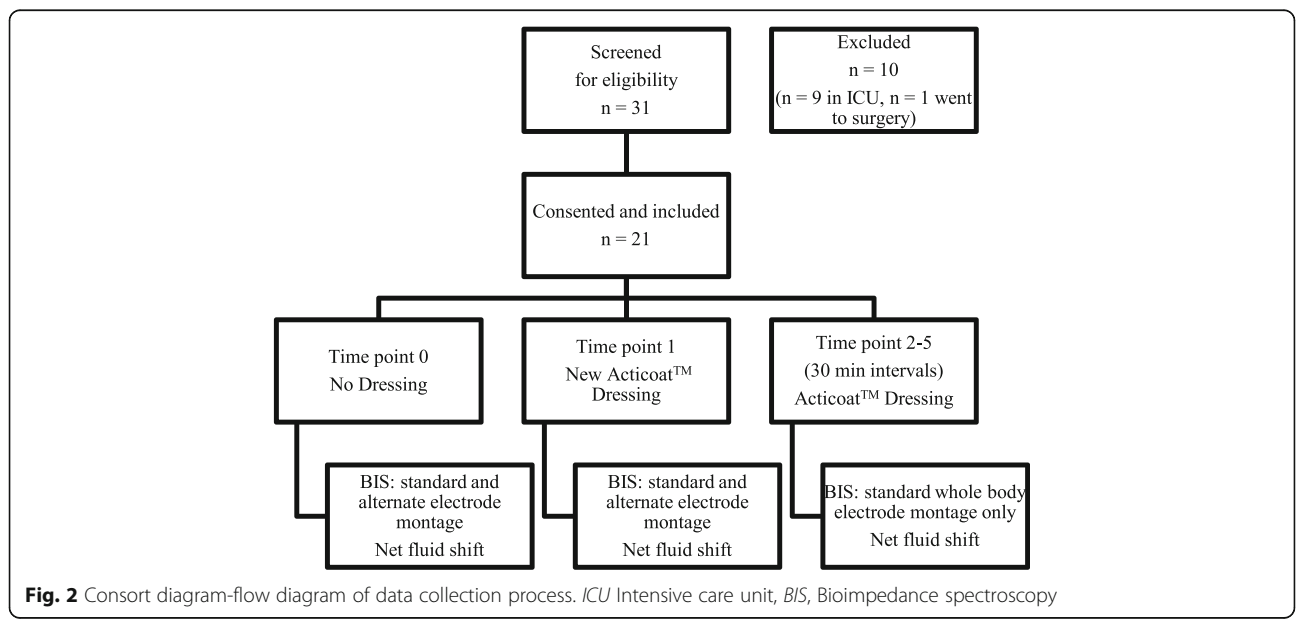 Screened
for eligibility
n = 31
Excluded
n = 10
(n = 9 in ICU, n = 1 went
to surgery)
Consented and included
n = 21
Time point 0
No Dressing
Time point 1
New Acticoat™
Dressing
Time point 2-5
(30 min intervals)
Acticoat™ Dressing
BIS: standard and
alternate electrode
montage
Net fluid shift
BIS: standard and
alternate electrode
montage
Net fluid shift
BIS: standard whole body
electrode montage only
Net fluid shift
Fig. 2 Consort diagram-flow diagram of data collection process. ICU Intensive care unit, BIS, Bioimpedance spectroscopy